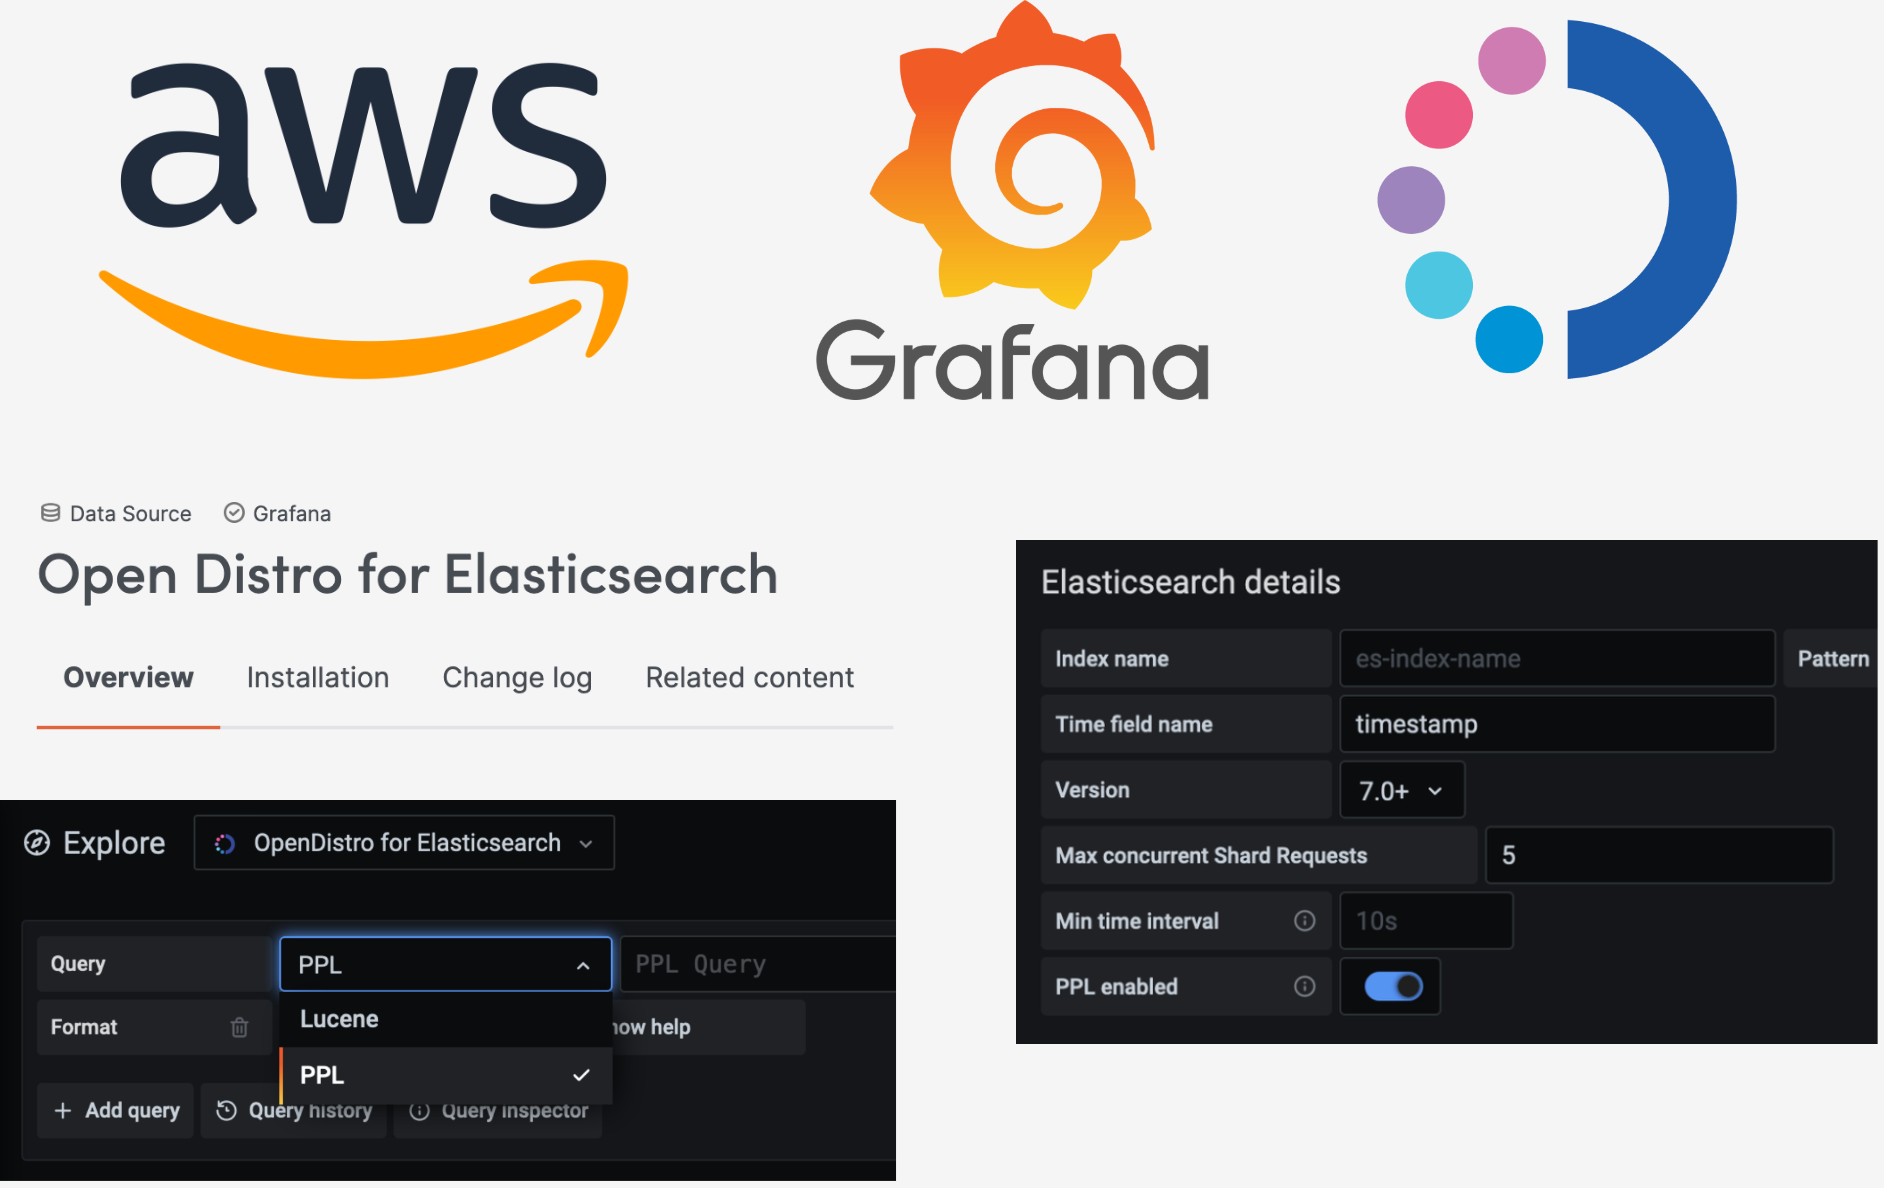 aws
Grafana
Data Source Grafana
Open Distro for Elasticsearch
Overview Installation Change log Related content
Explore OpenDistro for Elasticsearch
Query PPL PPL Query
Lucene
Format help
PPL
Add query Query history Query inspector
Elasticsearch details
Index name es-index-name Pattern
Time field name timestamp
Version 7.0+
Max concurrent Shard Requests 5
Min time interval 10s
PPL enabled